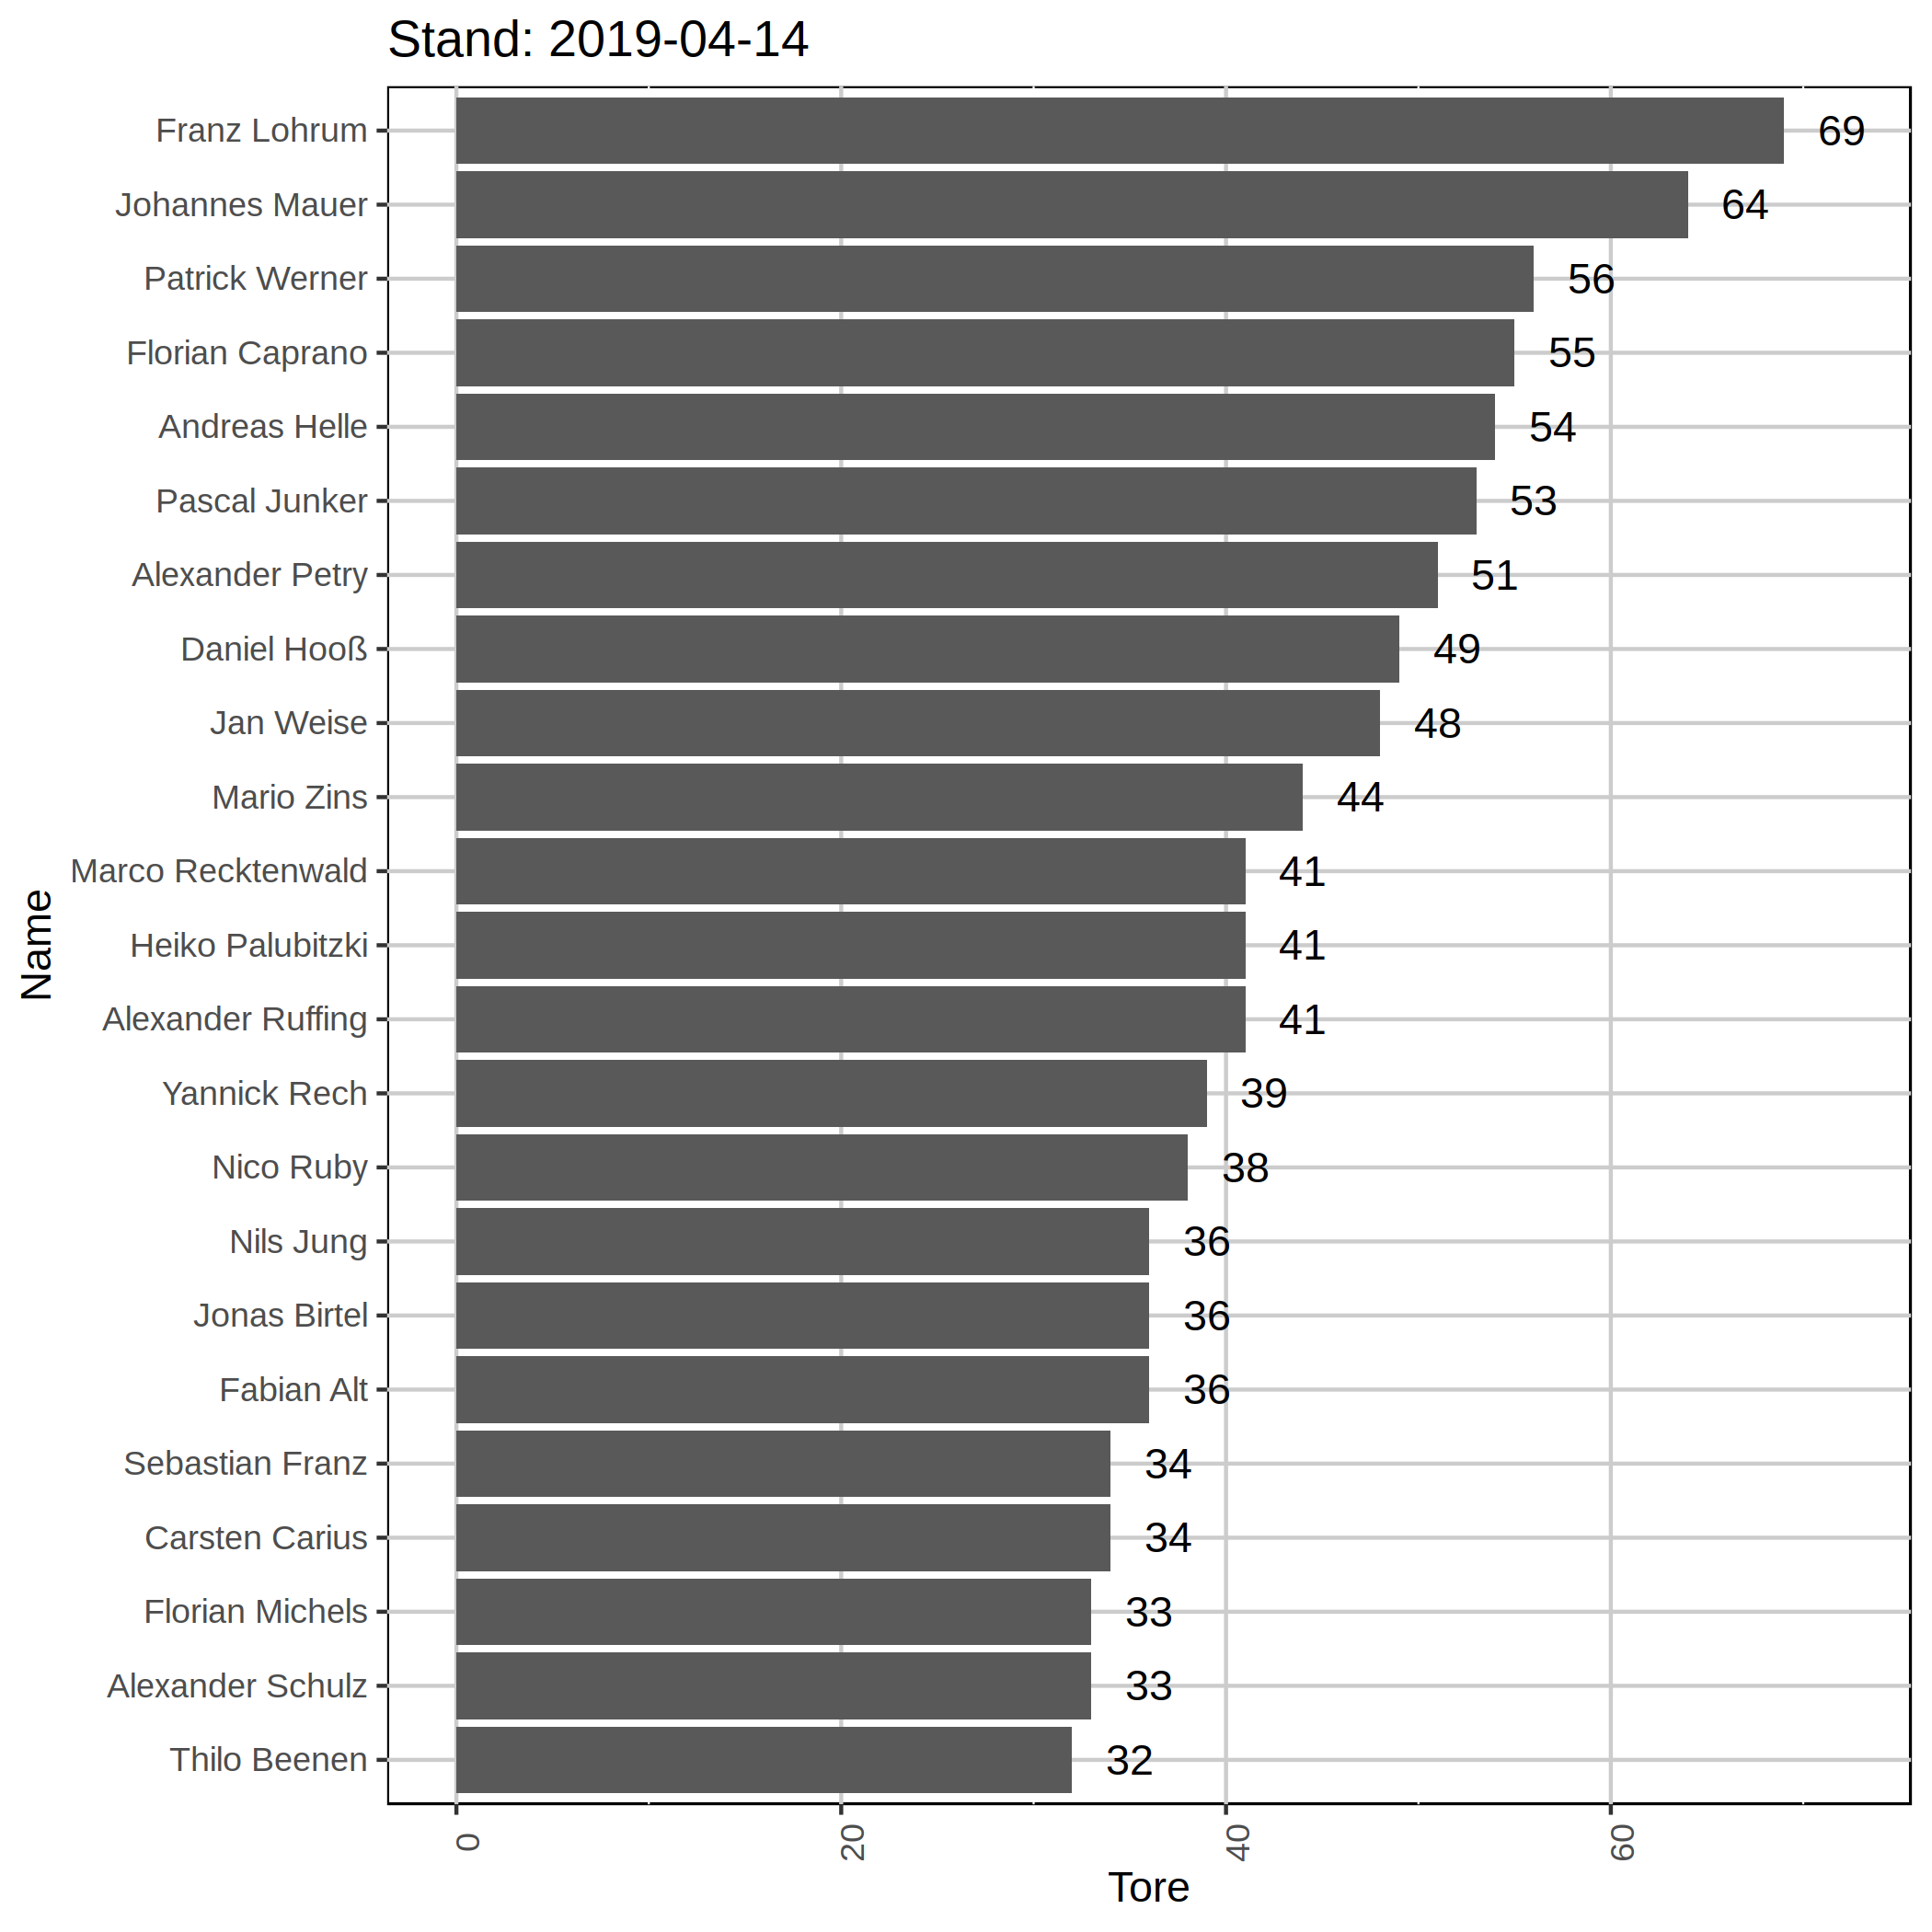 Stand: 2019-04-14
Franz Lohrum 69
Johannes Mauer 64
Patrick Werner 56
Florian Caprano 55
Andreas Helle 54
Pascal Junker 53
Alexander Petry 51
Daniel Hooß 49
Jan Weise 48
Mario Zins 44
Marco Recktenwald 41
Heiko Palubitzki 41
Alexander Ruffing 41
Yannick Rech 39
Nico Ruby 38
Nils Jung 36
Jonas Birtel 36
Fabian Alt 36
Sebastian Franz 34
Carsten Carius 34
Florian Michels 33
Alexander Schulz 33
Thilo Beenen 32
Name
0 20 40 60
Tore